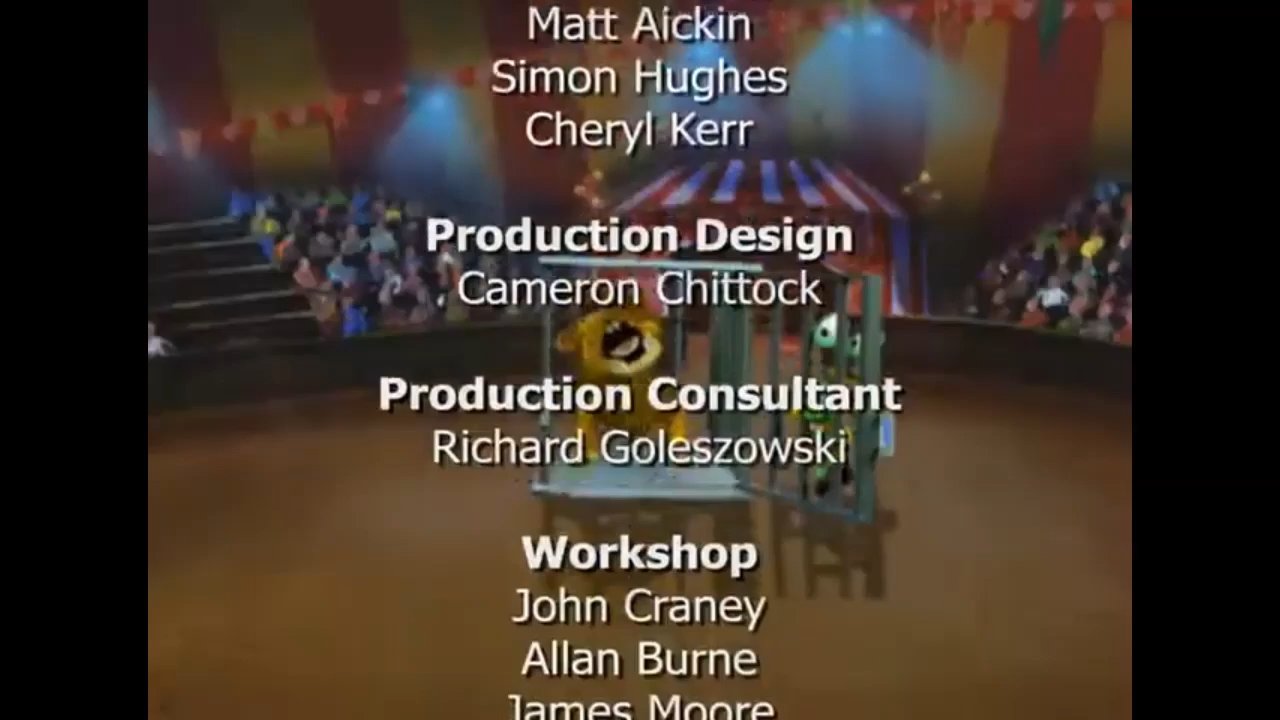 Matt Aickin
Simon Hughes
Cheryl Kerr
Production Design
Cameron Chittock
Production Consultant
Richard Goleszowski
Workshop
John Craney
Allan Burne
James Moore